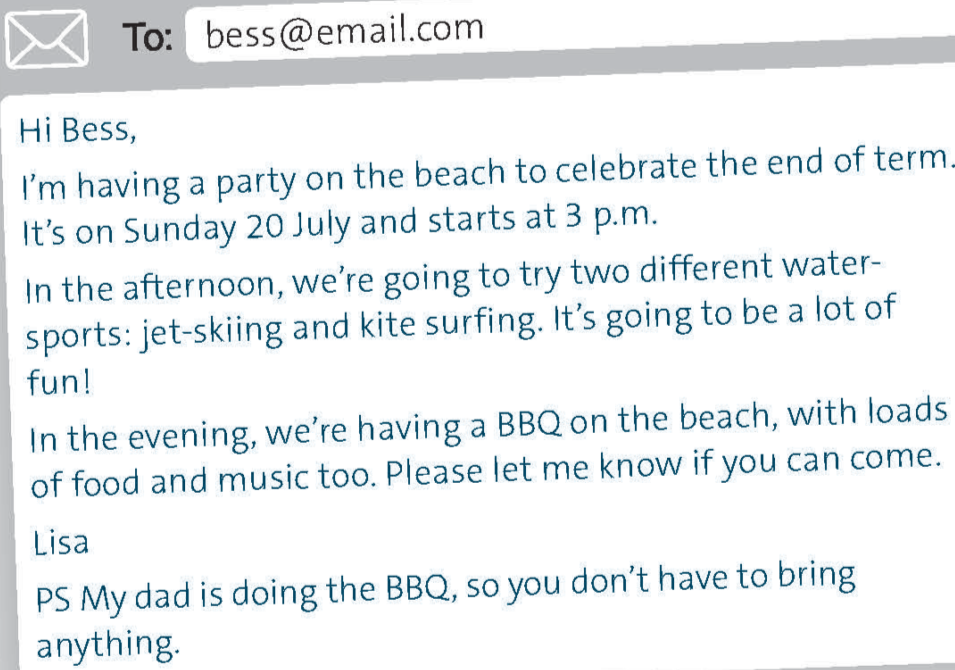 To: bess@email.com
Hi Bess,
I'm having a party on the beach to celebrate the end of term.
It's on Sunday 20 July and starts at 3 p.m.
In the afternoon, we're going to try two different water-
sports: jet-skiing and kite surfing. It's going to be a lot of
fun!
In the evening, we're having a BBQ on the beach, with loads
of food and music too. Please let me know if you can come.
Lisa
PS My dad is doing the BBQ, so you don't have to bring
anything.